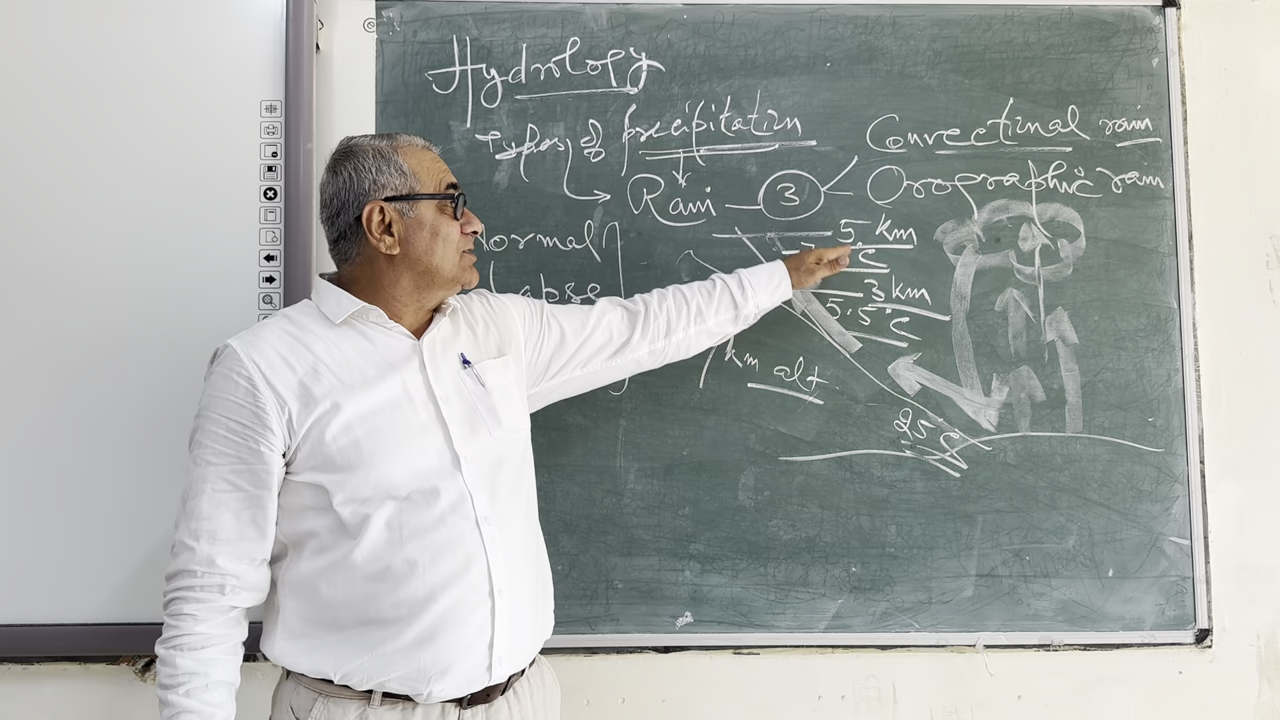 Hydrology
Types of precipitation
Convectional rain
Rain 3 Orographic rain
Normal
Lapse
5 km
°C
3 km
5.5°C
km alt
25°C